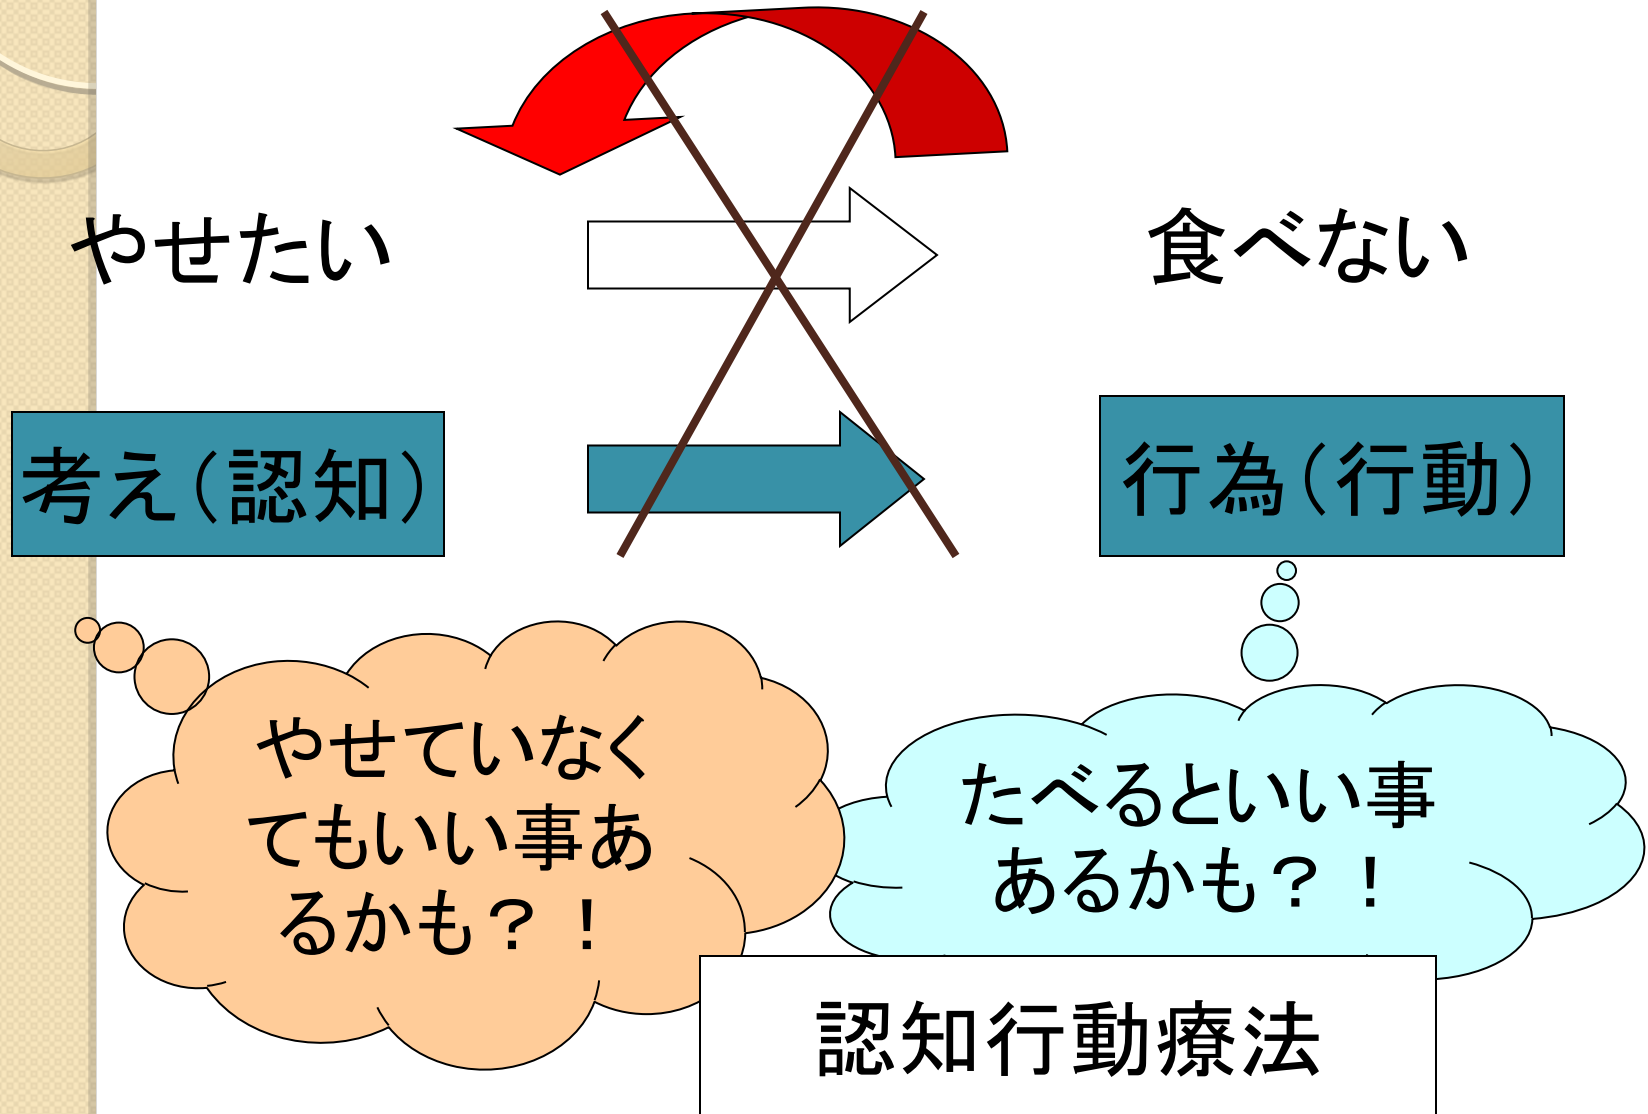 やせたい
食べない
考え（認知）
行為（行動）
やせていなく
てもいい事あ
るかも？！
たべるといい事
あるかも？！
認知行動療法